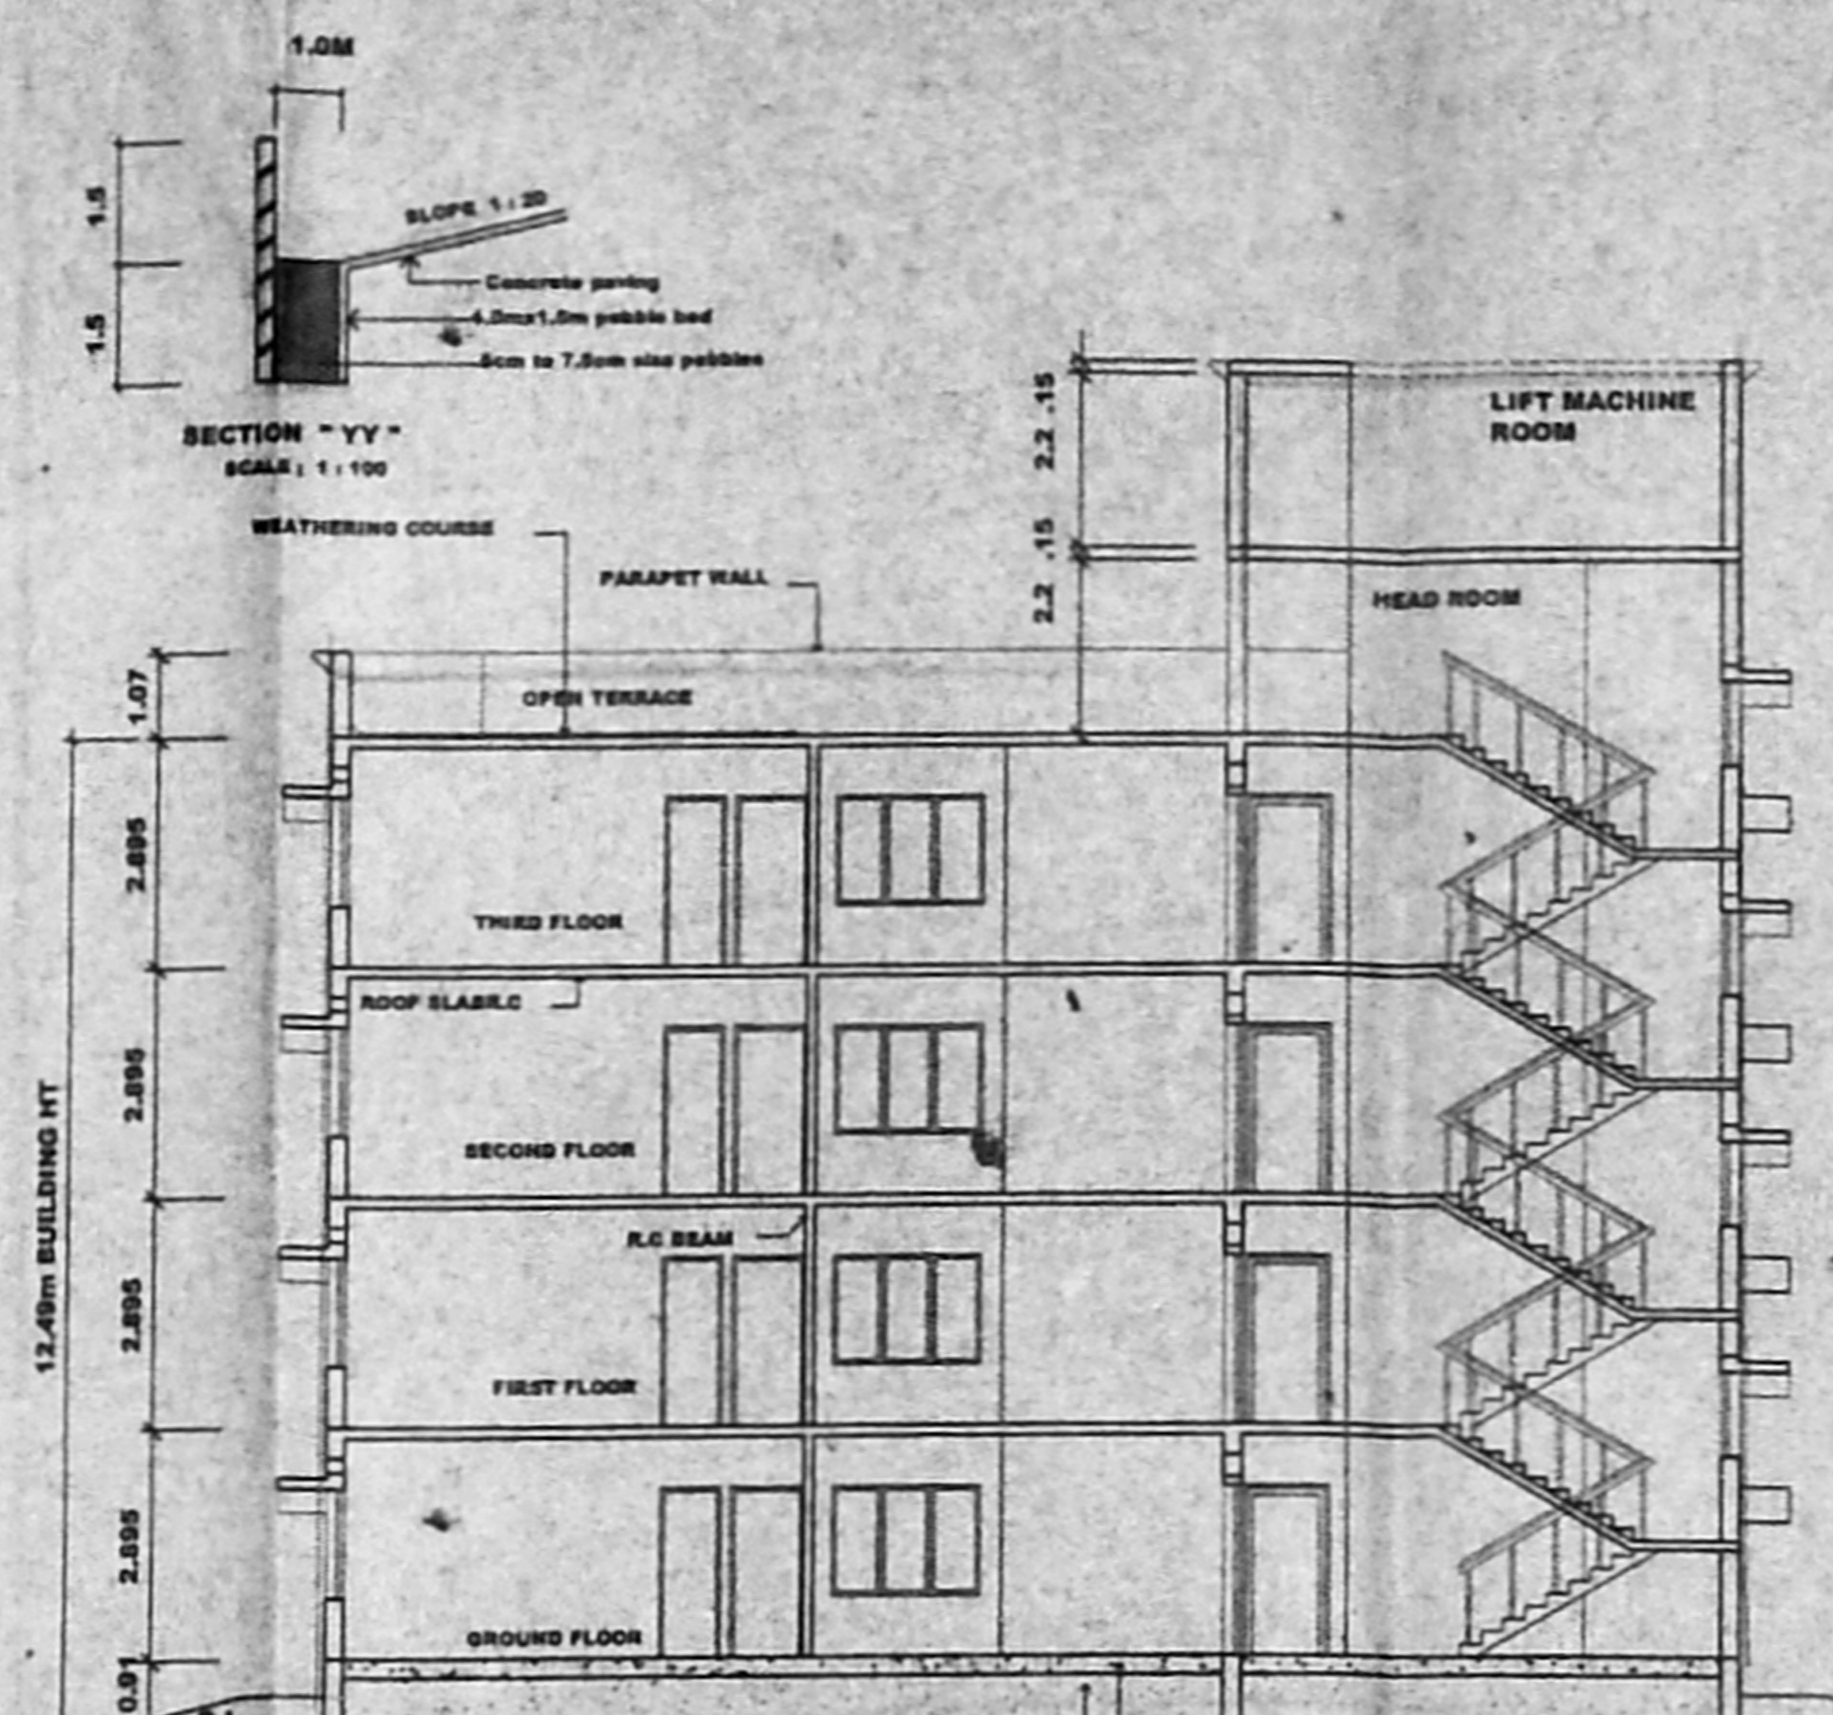 1.0M
1.5
SLOPE 1 : 20
Concrete paving
1.5
pebble bed
5cm to 7.5cm size pebbles
SECTION "YY"
SCALE : 1 : 100
WEATHERING COURSE
PARAPET WALL
.15
2.2
LIFT MACHINE
ROOM
.15
2.2
HEAD ROOM
1.07
OPEN TERRACE
2.895
THIRD FLOOR
ROOF SLAB R.C
2.895
SECOND FLOOR
12.49m BUILDING HT
R.C BEAM
2.895
FIRST FLOOR
2.895
GROUND FLOOR
0.91